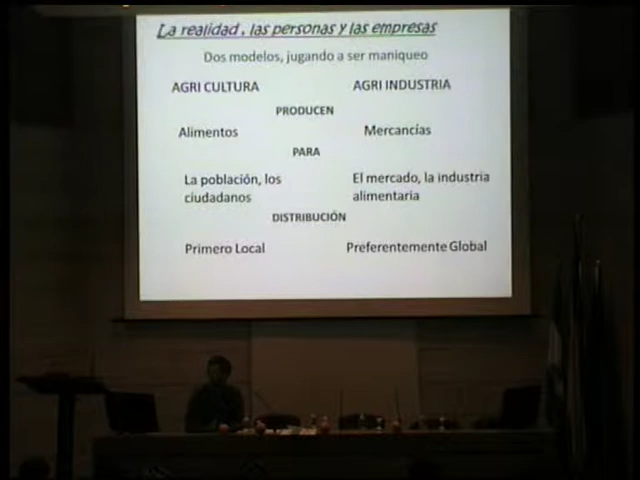 La realidad, las personas y las empresas
Dos modelos, jugando a ser maniqueo
AGRI CULTURA AGRI INDUSTRIA
PRODUCEN
Alimentos Mercancías
PARA
La población, los El mercado, la industria
ciudadanos alimentaria
DISTRIBUCIÓN
Primero Local Preferentemente Global